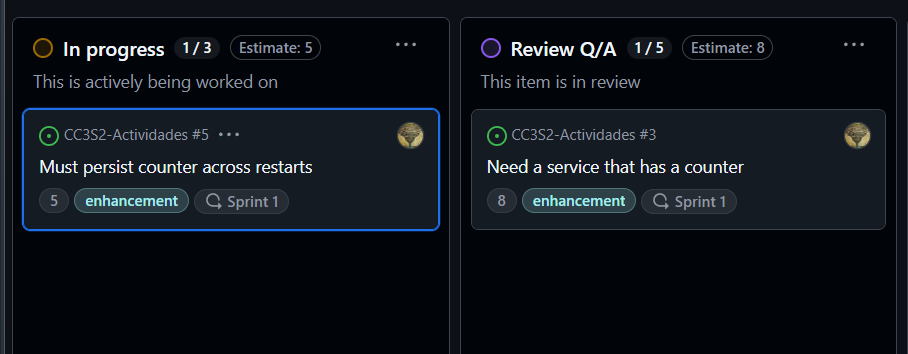 In progress 1 / 3 Estimate: 5
This is actively being worked on
CC3S2-Actividades #5
Must persist counter across restarts
5 enhancement Sprint 1
Review Q/A 1 / 5 Estimate: 8
This item is in review
CC3S2-Actividades #3
Need a service that has a counter
8 enhancement Sprint 1